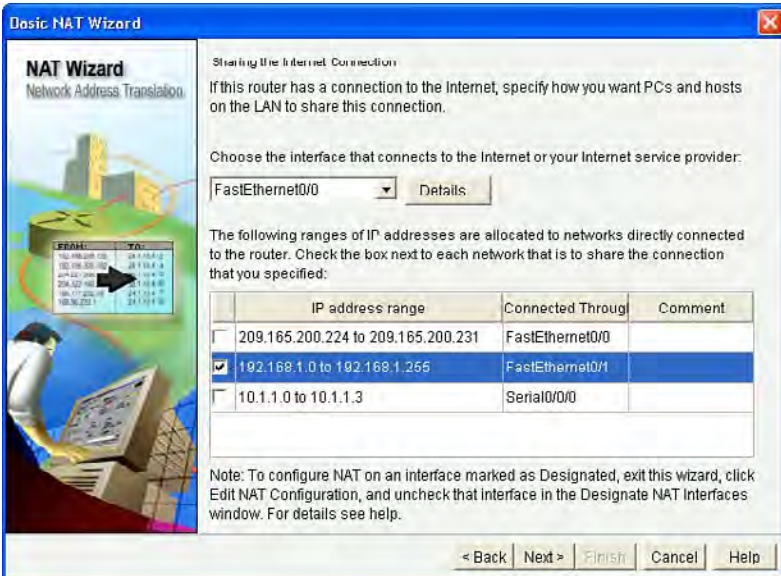 Basic NAT Wizard
NAT Wizard
Network Address Translation
Sharing the Internet Connection
If this router has a connection to the Internet, specify how you want PCs and hosts
on the LAN to share this connection.
Choose the interface that connects to the Internet or your Internet service provider:
FastEthernet0/0
Details
The following ranges of IP addresses are allocated to networks directly connected
to the router. Check the box next to each network that is to share the connection
that you specified:
IP address range Connected Througl Comment
209.165.200.224 to 209.165.200.231 FastEthernet0/0
192.168.1.0 to 192.168.1.255 FastEthernet0/1
10.1.1.0 to 10.1.1.3 Serial0/0/0
FROM: TO:
Note: To configure NAT on an interface marked as Designated, exit this wizard, click
Edit NAT Configuration, and uncheck that interface in the Designate NAT Interfaces
window. For details see help.
< Back Next > Finish Cancel Help